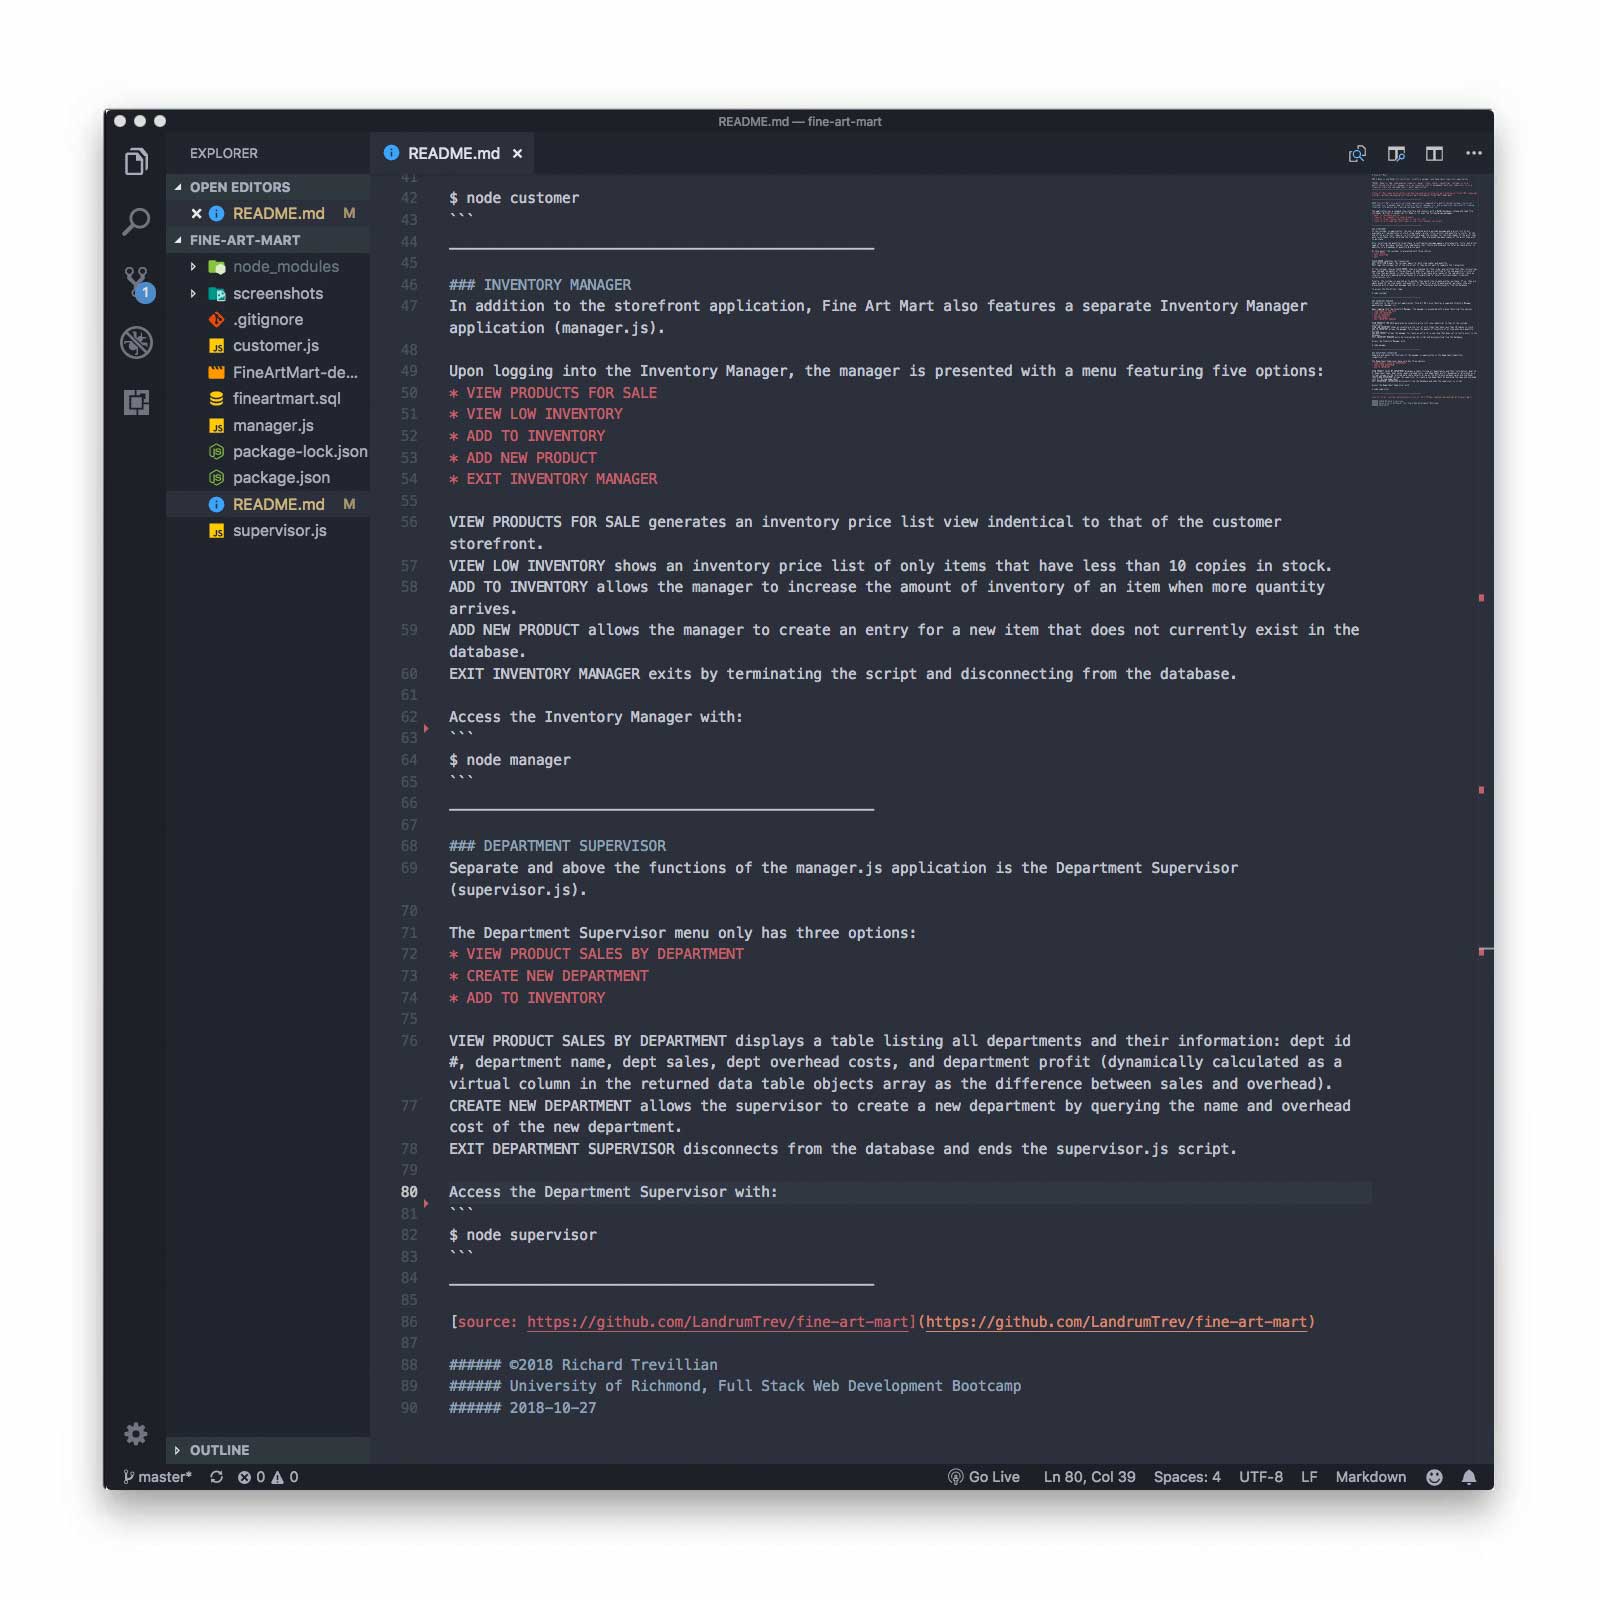 README.md — fine-art-mart
EXPLORER
README.md
OPEN EDITORS
README.md M
FINE-ART-MART
node_modules
screenshots
.gitignore
customer.js
FineArtMart-de...
fineartmart.sql
manager.js
package-lock.json
package.json
README.md M
supervisor.js
OUTLINE
1
41
42 $ node customer
43 ```
44 _________________________________________________
45
46 ### INVENTORY MANAGER
47 In addition to the storefront application, Fine Art Mart also features a separate Inventory Manager
application (manager.js).
48
49 Upon logging into the Inventory Manager, the manager is presented with a menu featuring five options:
50 * VIEW PRODUCTS FOR SALE
51 * VIEW LOW INVENTORY
52 * ADD TO INVENTORY
53 * ADD NEW PRODUCT
54 * EXIT INVENTORY MANAGER
55
56 VIEW PRODUCTS FOR SALE generates an inventory price list view indentical to that of the customer
storefront.
57 VIEW LOW INVENTORY shows an inventory price list of only items that have less than 10 copies in stock.
58 ADD TO INVENTORY allows the manager to increase the amount of inventory of an item when more quantity
arrives.
59 ADD NEW PRODUCT allows the manager to create an entry for a new item that does not currently exist in the
database.
60 EXIT INVENTORY MANAGER exits by terminating the script and disconnecting from the database.
61
62 Access the Inventory Manager with:
63 ```
64 $ node manager
65 ```
66 _________________________________________________
67
68 ### DEPARTMENT SUPERVISOR
69 Separate and above the functions of the manager.js application is the Department Supervisor
(supervisor.js).
70
71 The Department Supervisor menu only has three options:
72 * VIEW PRODUCT SALES BY DEPARTMENT
73 * CREATE NEW DEPARTMENT
74 * ADD TO INVENTORY
75
76 VIEW PRODUCT SALES BY DEPARTMENT displays a table listing all departments and their information: dept id
#, department name, dept sales, dept overhead costs, and department profit (dynamically calculated as a
virtual column in the returned data table objects array as the difference between sales and overhead).
77 CREATE NEW DEPARTMENT allows the supervisor to create a new department by querying the name and overhead
cost of the new department.
78 EXIT DEPARTMENT SUPERVISOR disconnects from the database and ends the supervisor.js script.
79
80 Access the Department Supervisor with:
81 ```
82 $ node supervisor
83 ```
84 _________________________________________________
85
86 [source: https://github.com/LandrumTrev/fine-art-mart](https://github.com/LandrumTrev/fine-art-mart)
87
88 ###### ©2018 Richard Trevillian
89 ###### University of Richmond, Full Stack Web Development Bootcamp
90 ###### 2018-10-27
master* 0 0 Go Live Ln 80, Col 39 Spaces: 4 UTF-8 LF Markdown